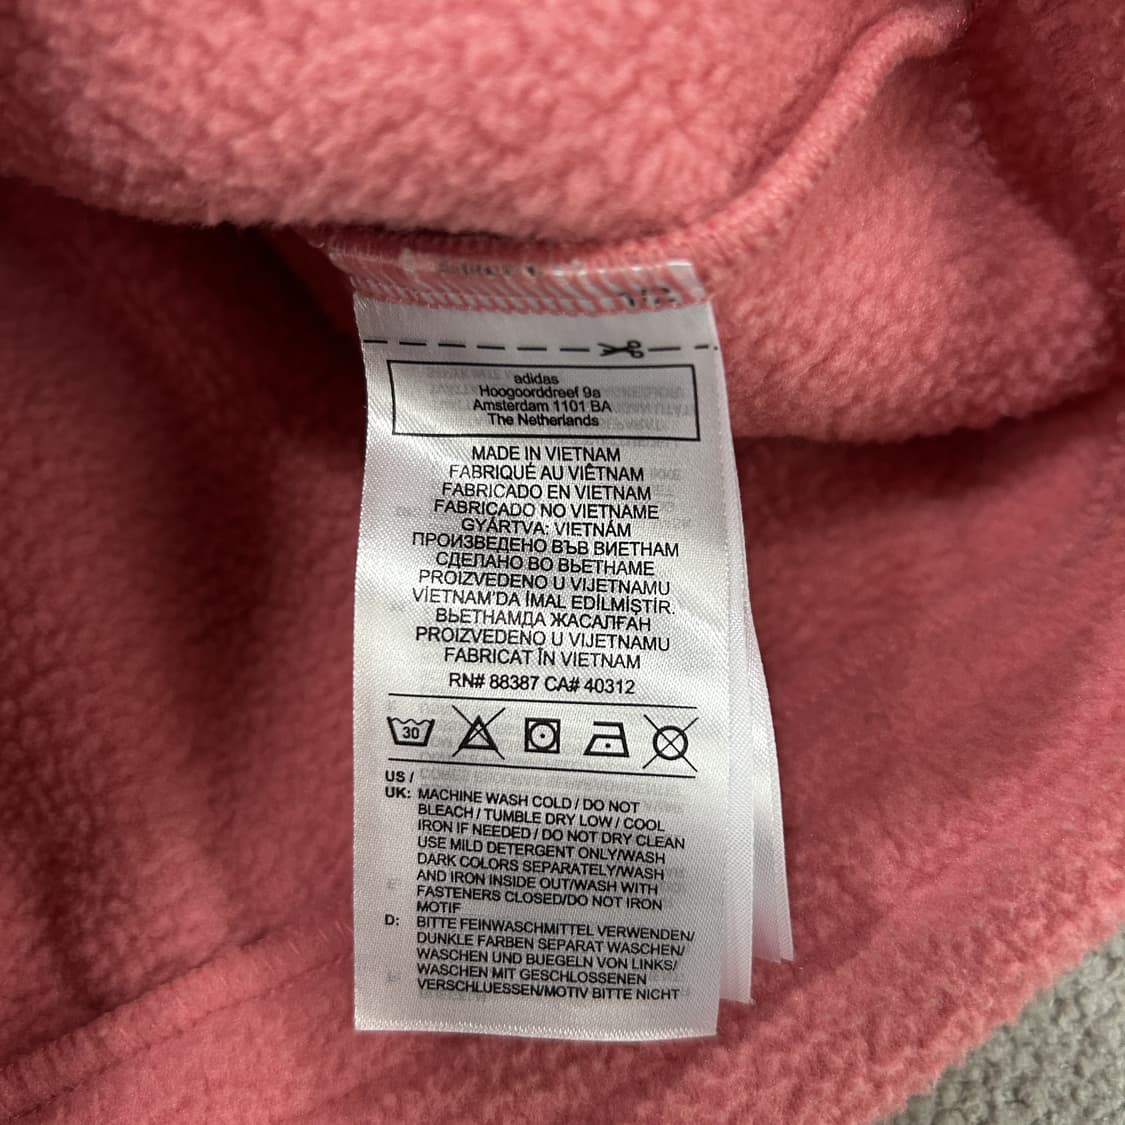 adidas
Hoogoorddreef 9a
Amsterdam 1101 BA
The Netherlands
MADE IN VIETNAM
FABRIQUÉ AU VIÊTNAM
FABRICADO EN VIETNAM
FABRICADO NO VIETNAME
GYÁRTVA: VIETNÁM
ПРОИЗВЕДЕНО ВЪВ ВИЕТНАМ
СДЕЛАНО ВО ВЬЕТНАМЕ
PROIZVEDENO U VIJETNAMU
VİETNAM'DA İMAL EDİLMİŞTİR.
ВЬЕТНАМДА ЖАСАЛҒАН
PROIZVEDENO U VIJETNAMU
FABRICAT ÎN VIETNAM
RN# 88387 CA# 40312
30
US /
UK: MACHINE WASH COLD / DO NOT
BLEACH / TUMBLE DRY LOW / COOL
IRON IF NEEDED / DO NOT DRY CLEAN
USE MILD DETERGENT ONLY/WASH
DARK COLORS SEPARATELY/WASH
AND IRON INSIDE OUT/WASH WITH
FASTENERS CLOSED/DO NOT IRON
MOTIF
D: BITTE FEINWASCHMITTEL VERWENDEN/
DUNKLE FARBEN SEPARAT WASCHEN/
WASCHEN UND BUEGELN VON LINKS/
WASCHEN MIT GESCHLOSSENEN
VERSCHLUESSEN/MOTIV BITTE NICHT